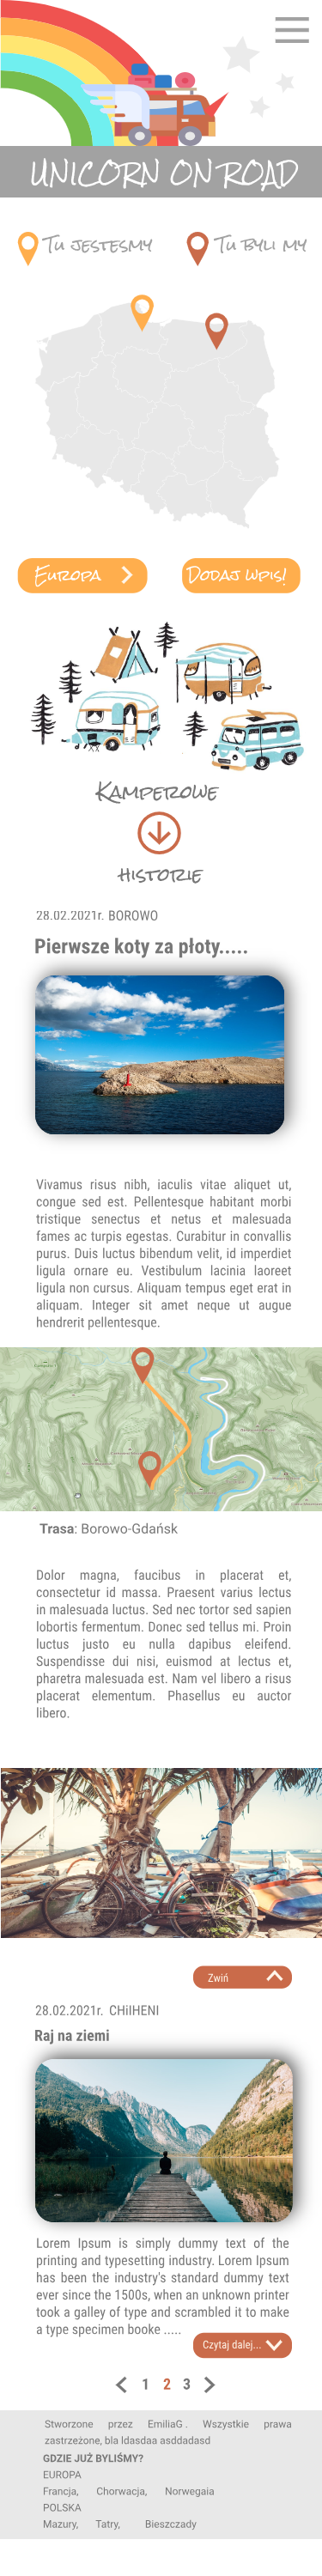 UNICORN ON ROAD
Tu jestesmy
Tu byli my
Europa
Dodaj wpis!
Kamperowe
historie
28.02.2021r. BOROWO
Pierwsze koty za płoty.....
Vivamus risus nibh, iaculis vitae aliquet ut,
congue sed est. Pellentesque habitant morbi
tristique senectus et netus et malesuada
fames ac turpis egestas. Curabitur in convallis
purus. Duis luctus bibendum velit, id imperdiet
ligula ornare eu. Vestibulum lacinia laoreet
ligula non cursus. Aliquam tempus eget erat in
aliquam. Integer sit amet neque ut augue
hendrerit pellentesque.
Trasa: Borowo-Gdańsk
Dolor magna, faucibus in placerat et,
consectetur id massa. Praesent varius lectus
in malesuada luctus. Sed nec tortor sed sapien
lobortis fermentum. Donec sed tellus mi. Proin
luctus justo eu nulla dapibus eleifend.
Suspendisse dui nisi, euismod at lectus et,
pharetra malesuada est. Nam vel libero a risus
placerat elementum. Phasellus eu auctor
libero.
Zwiń
28.02.2021r. CHilHENI
Raj na ziemi
Lorem Ipsum is simply dummy text of the
printing and typesetting industry. Lorem Ipsum
has been the industry's standard dummy text
ever since the 1500s, when an unknown printer
took a galley of type and scrambled it to make
a type specimen booke .....
Czytaj dalej...
1 2 3
Stworzone przez EmiliaG . Wszystkie prawa
zastrzeżone, bla ldasdaa asddadasd
GDZIE JUŻ BYLIŚMY?
EUROPA
Francja, Chorwacja, Norwegaia
POLSKA
Mazury, Tatry, Bieszczady